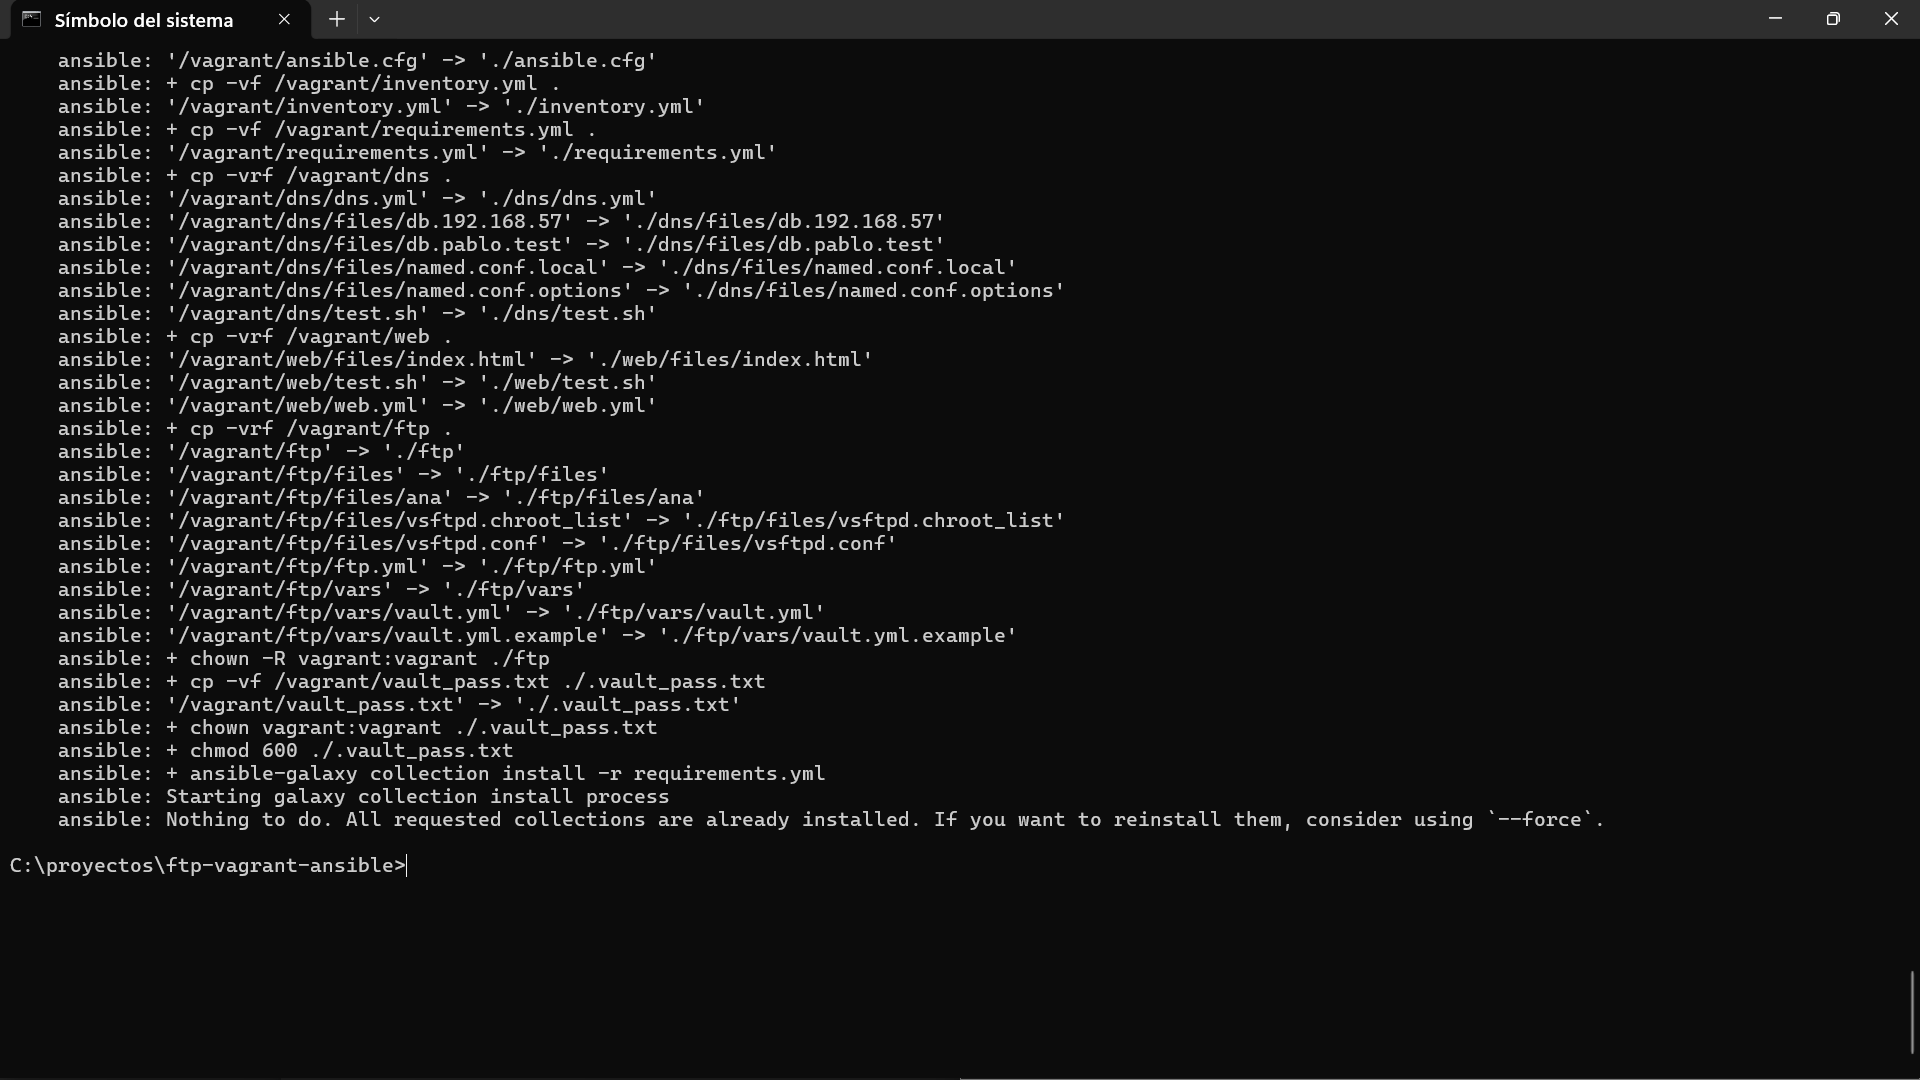 Símbolo del sistema
ansible: '/vagrant/ansible.cfg' -> './ansible.cfg'
ansible: + cp -vf /vagrant/inventory.yml .
ansible: '/vagrant/inventory.yml' -> './inventory.yml'
ansible: + cp -vf /vagrant/requirements.yml .
ansible: '/vagrant/requirements.yml' -> './requirements.yml'
ansible: + cp -vrf /vagrant/dns .
ansible: '/vagrant/dns/dns.yml' -> './dns/dns.yml'
ansible: '/vagrant/dns/files/db.192.168.57' -> './dns/files/db.192.168.57'
ansible: '/vagrant/dns/files/db.pablo.test' -> './dns/files/db.pablo.test'
ansible: '/vagrant/dns/files/named.conf.local' -> './dns/files/named.conf.local'
ansible: '/vagrant/dns/files/named.conf.options' -> './dns/files/named.conf.options'
ansible: '/vagrant/dns/test.sh' -> './dns/test.sh'
ansible: + cp -vrf /vagrant/web .
ansible: '/vagrant/web/files/index.html' -> './web/files/index.html'
ansible: '/vagrant/web/test.sh' -> './web/test.sh'
ansible: '/vagrant/web/web.yml' -> './web/web.yml'
ansible: + cp -vrf /vagrant/ftp .
ansible: '/vagrant/ftp' -> './ftp'
ansible: '/vagrant/ftp/files' -> './ftp/files'
ansible: '/vagrant/ftp/files/ana' -> './ftp/files/ana'
ansible: '/vagrant/ftp/files/vsftpd.chroot_list' -> './ftp/files/vsftpd.chroot_list'
ansible: '/vagrant/ftp/files/vsftpd.conf' -> './ftp/files/vsftpd.conf'
ansible: '/vagrant/ftp/ftp.yml' -> './ftp/ftp.yml'
ansible: '/vagrant/ftp/vars' -> './ftp/vars'
ansible: '/vagrant/ftp/vars/vault.yml' -> './ftp/vars/vault.yml'
ansible: '/vagrant/ftp/vars/vault.yml.example' -> './ftp/vars/vault.yml.example'
ansible: + chown -R vagrant:vagrant ./ftp
ansible: + cp -vf /vagrant/vault_pass.txt ./.vault_pass.txt
ansible: '/vagrant/vault_pass.txt' -> './.vault_pass.txt'
ansible: + chown vagrant:vagrant ./.vault_pass.txt
ansible: + chmod 600 ./.vault_pass.txt
ansible: + ansible-galaxy collection install -r requirements.yml
ansible: Starting galaxy collection install process
ansible: Nothing to do. All requested collections are already installed. If you want to reinstall them, consider using `--force`.
C:\proyectos\ftp-vagrant-ansible>